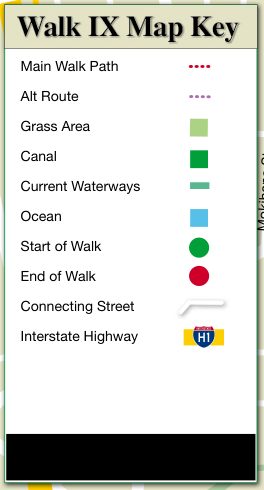 Walk IX Map Key
Main Walk Path
Alt Route
Grass Area
Canal
Current Waterways
Ocean
Start of Walk
End of Walk
Connecting Street
Interstate Highway
H1